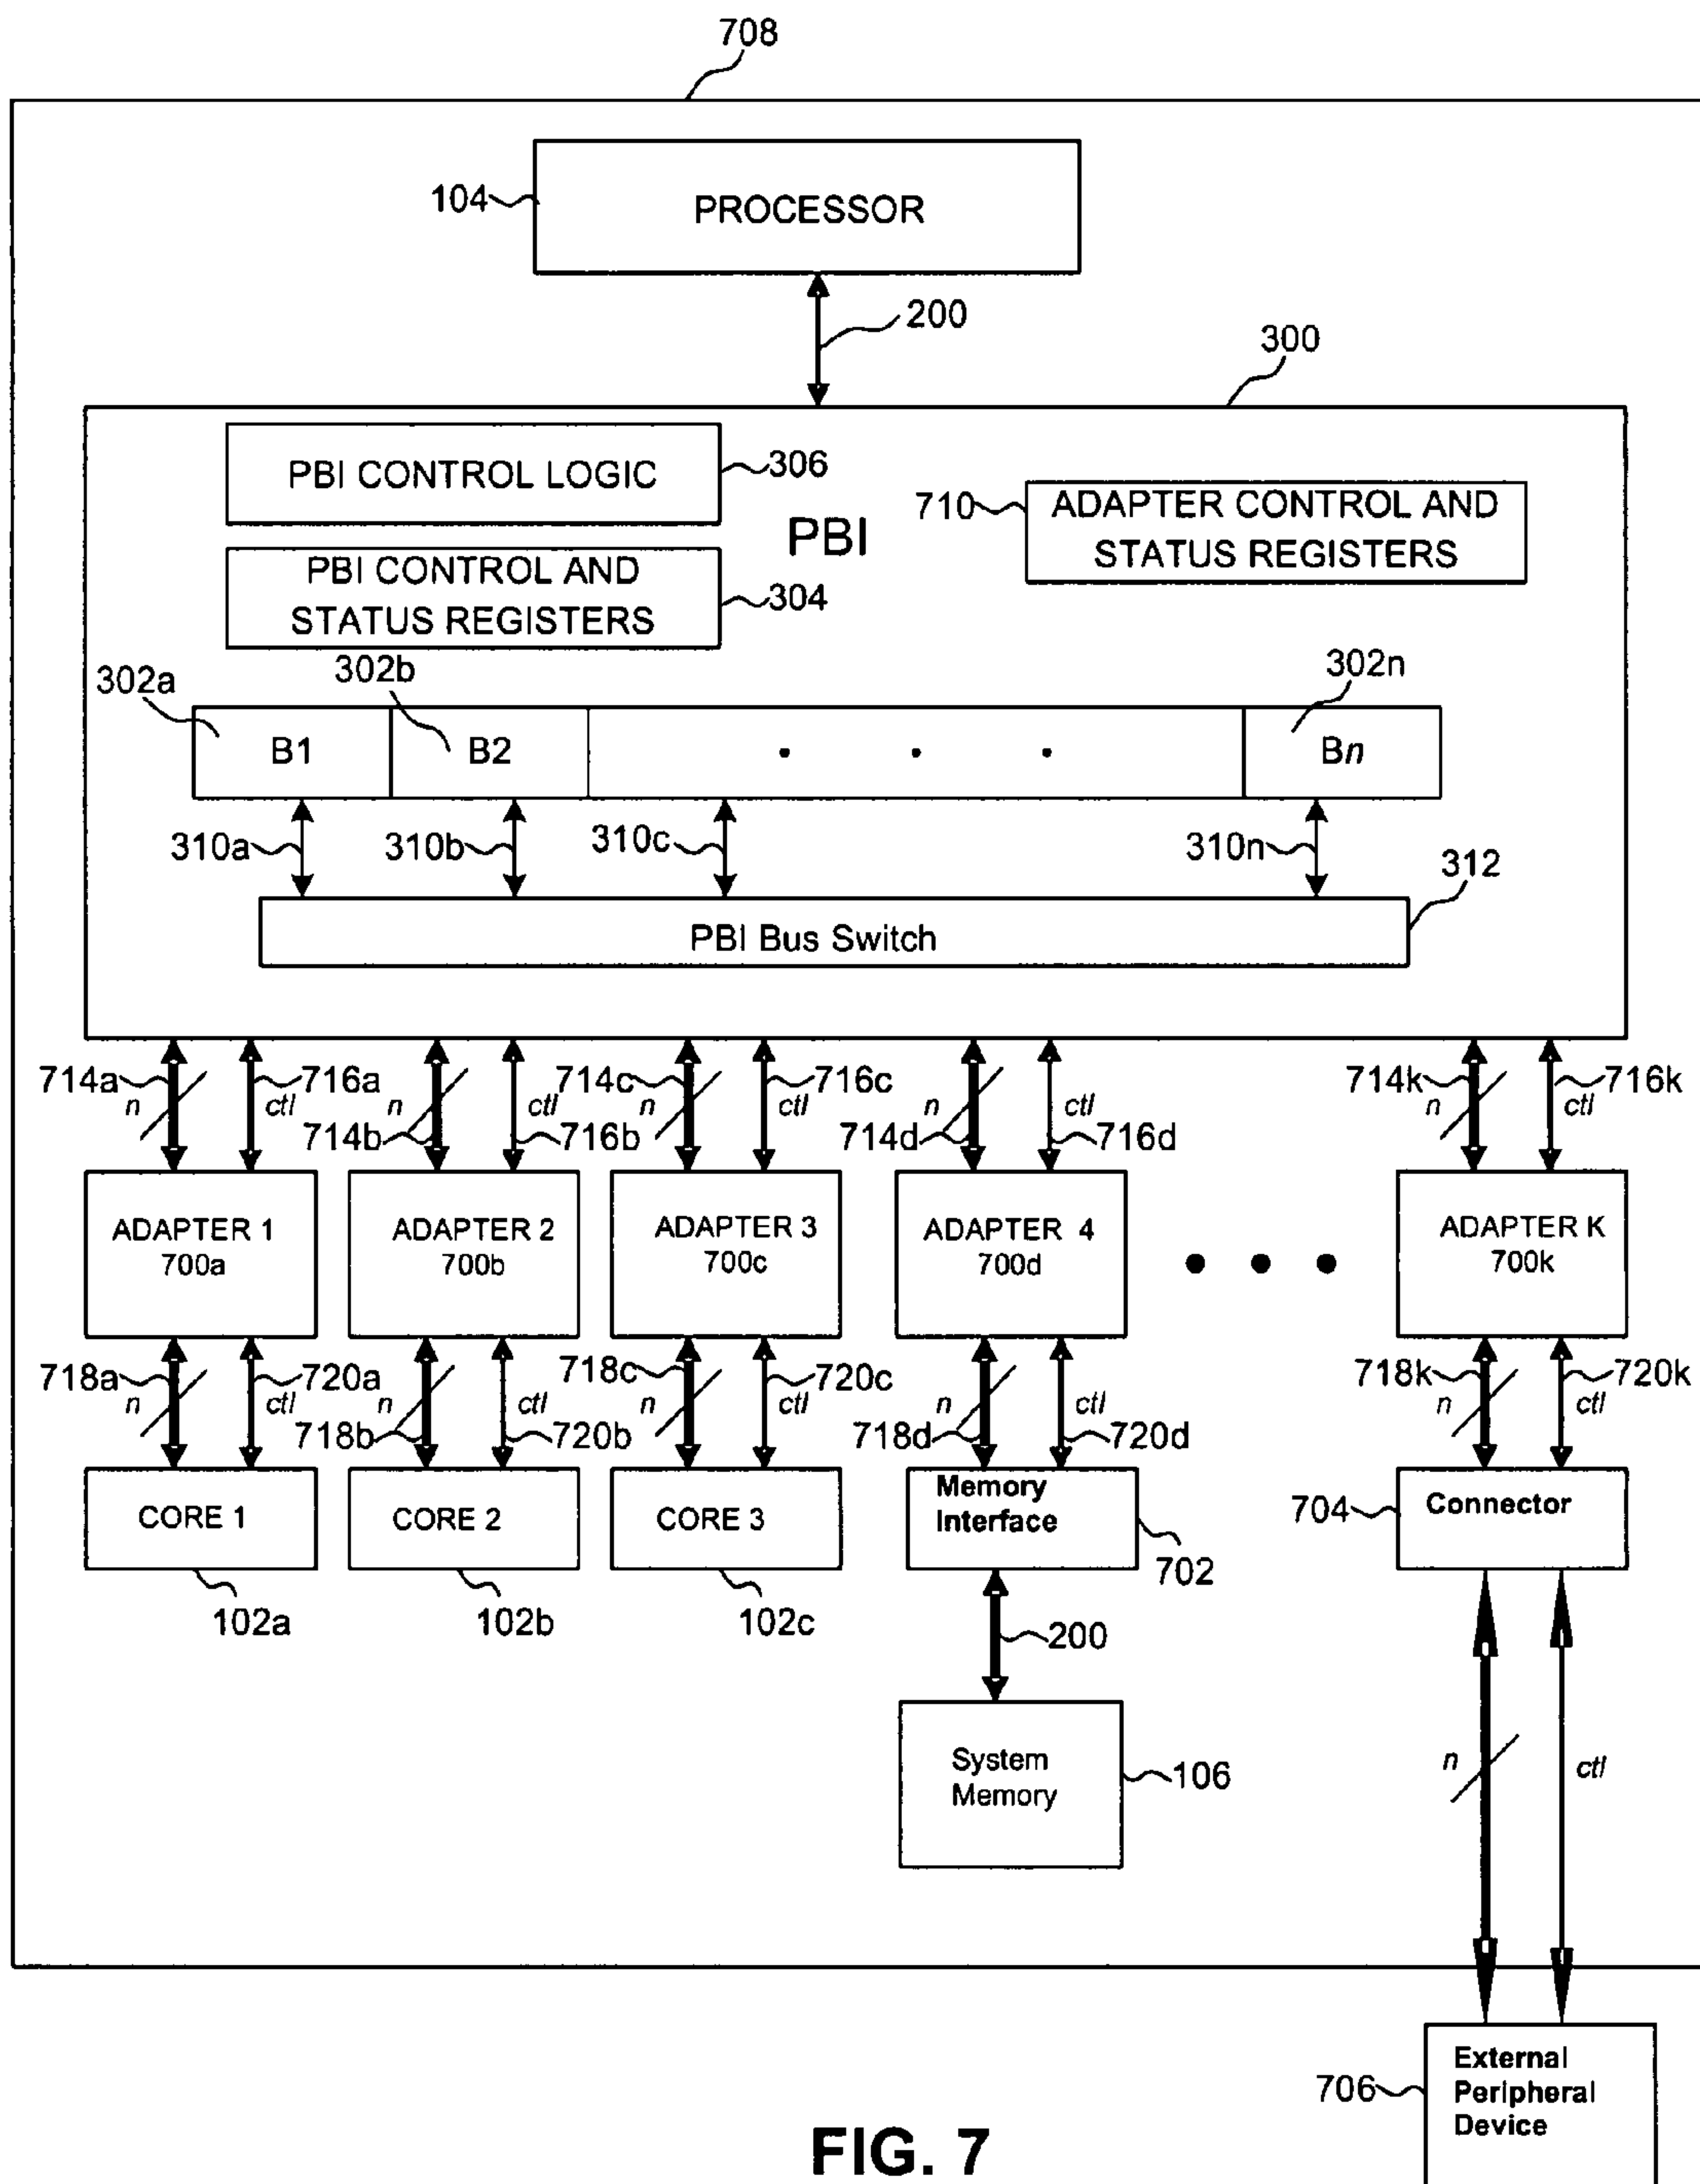 708
104
PROCESSOR
200
300
PBI CONTROL LOGIC
306
PBI
710
ADAPTER CONTROL AND
STATUS REGISTERS
PBI CONTROL AND
STATUS REGISTERS
304
302a
302b
302n
B1
B2
. . .
Bn
310a
310b
310c
310n
312
PBI Bus Switch
714a
n
716a
ctl
n
714b
ctl
716b
714c
n
716c
ctl
n
714d
ctl
716d
714k
n
716k
ctl
ADAPTER 1
700a
ADAPTER 2
700b
ADAPTER 3
700c
ADAPTER 4
700d
• • •
ADAPTER K
700k
718a
n
720a
ctl
n
718b
ctl
720b
718c
n
720c
ctl
n
718d
ctl
720d
718k
n
720k
ctl
CORE 1
CORE 2
CORE 3
Memory
Interface
704
Connector
702
102a
102b
102c
200
System
Memory
106
n
ctl
706
External
Peripheral
Device
FIG. 7